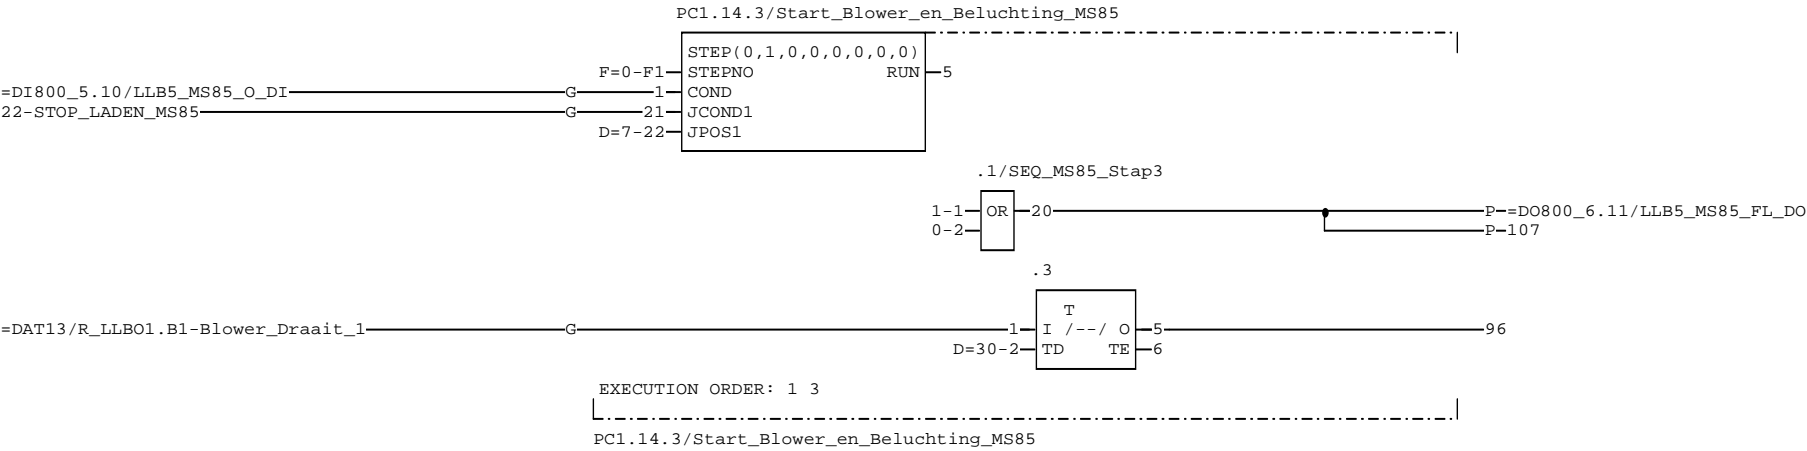 PC1.14.3/Start_Blower_en_Beluchting_MS85
STEP(0,1,0,0,0,0,0,0)
F=0-F1 STEPNO RUN 5
=DI800_5.10/LLB5_MS85_O_DI G 1 COND
22-STOP_LADEN_MS85 G 21 JCOND1
D=7-22 JPOS1
.1/SEQ_MS85_Stap3
1-1 OR 20 P-=DO800_6.11/LLB5_MS85_FL_DO
0-2 P-107
.3
T
=DAT13/R_LLBO1.B1-Blower_Draait_1 G 1 I /--/ O 5 96
D=30-2 TD TE 6
EXECUTION ORDER: 1 3
PC1.14.3/Start_Blower_en_Beluchting_MS85